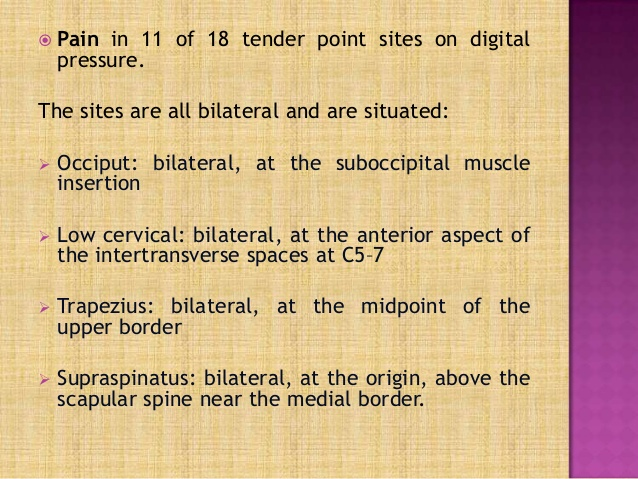 Pain in 11 of 18 tender point sites on digital
pressure.
The sites are all bilateral and are situated:
Occiput: bilateral, at the suboccipital muscle
insertion
Low cervical: bilateral, at the anterior aspect of
the intertransverse spaces at C5–7
Trapezius: bilateral, at the midpoint of the
upper border
Supraspinatus: bilateral, at the origin, above the
scapular spine near the medial border.